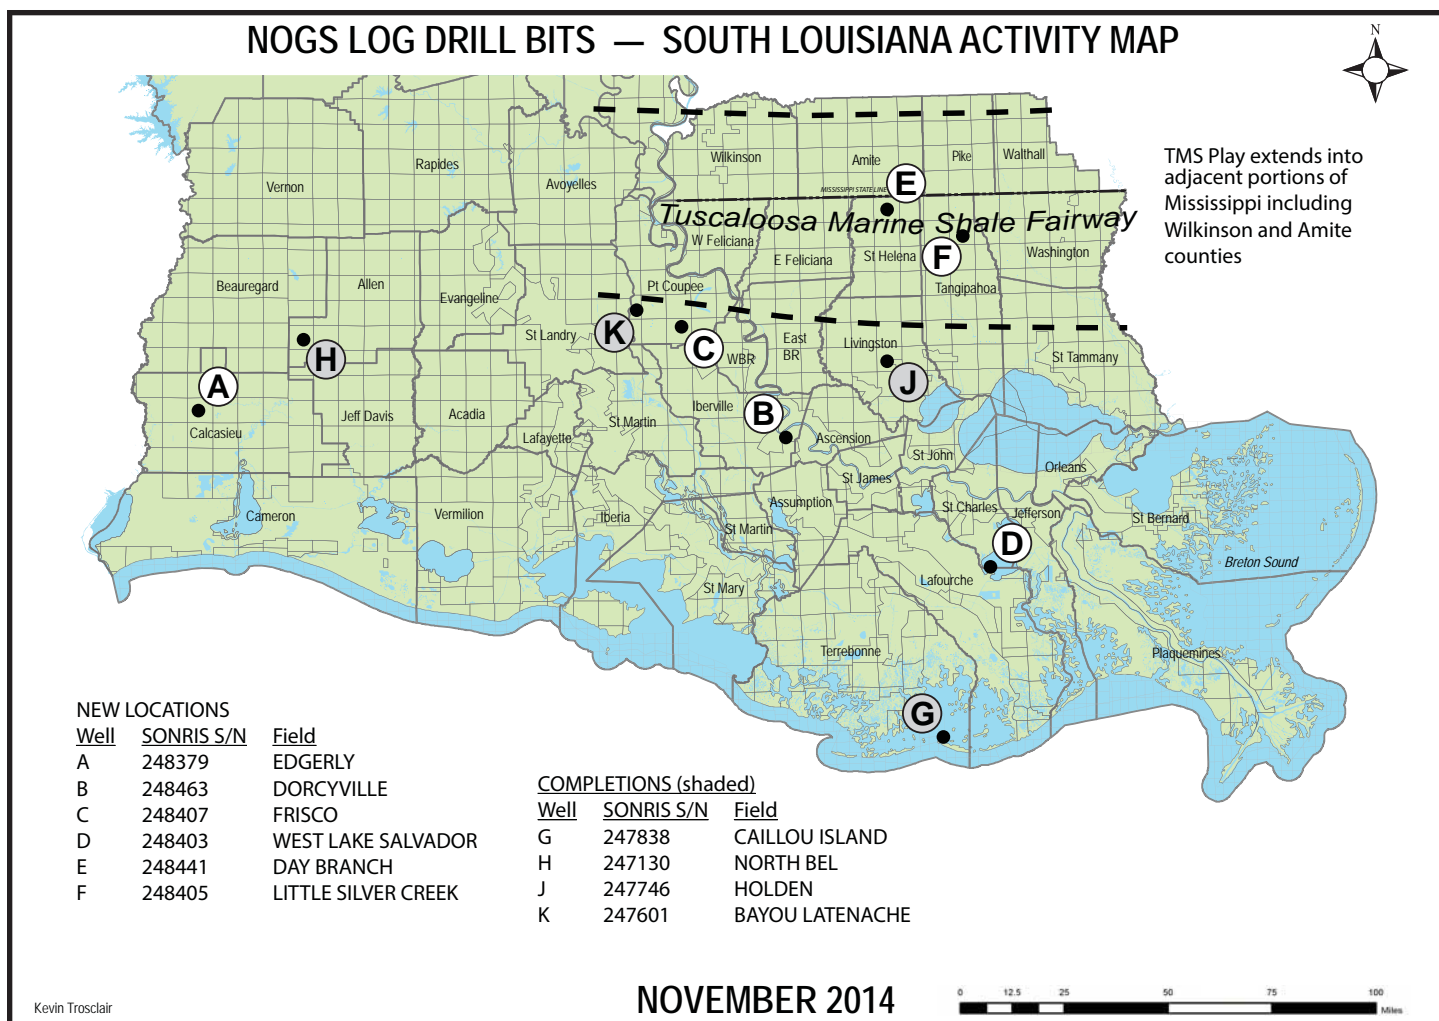 NOGS LOG DRILL BITS — SOUTH LOUISIANA ACTIVITY MAP
N
TMS Play extends into
adjacent portions of
Mississippi including
Wilkinson and Amite
counties
Wilkinson
Amite
Pike
Walthall
Rapides
Vernon
Avoyelles
E
MISSISSIPPI STATE LINE
Tuscaloosa Marine Shale Fairway
W Feliciana
E Feliciana
St Helena
F
Washington
Beauregard
Allen
Evangeline
Pt Coupee
Tangipahoa
St Landry
K
C
WBR
East
BR
Livingston
St Tammany
H
J
A
Jeff Davis
Acadia
Iberville
B
St Martin
Calcasieu
Lafayette
Ascension
St John
Orleans
St James
Cameron
Vermilion
Iberia
Assumption
St Martin
St Charles
Jefferson
St Bernard
D
Breton Sound
St Mary
Lafourche
Terrebonne
Plaquemines
G
NEW LOCATIONS
Well SONRIS S/N Field
A 248379 EDGERLY
B 248463 DORCYVILLE
C 248407 FRISCO
D 248403 WEST LAKE SALVADOR
E 248441 DAY BRANCH
F 248405 LITTLE SILVER CREEK
COMPLETIONS (shaded)
Well SONRIS S/N Field
G 247838 CAILLOU ISLAND
H 247130 NORTH BEL
J 247746 HOLDEN
K 247601 BAYOU LATENACHE
Kevin Trosclair
NOVEMBER 2014
0 12.5 25 50 75 100
Miles